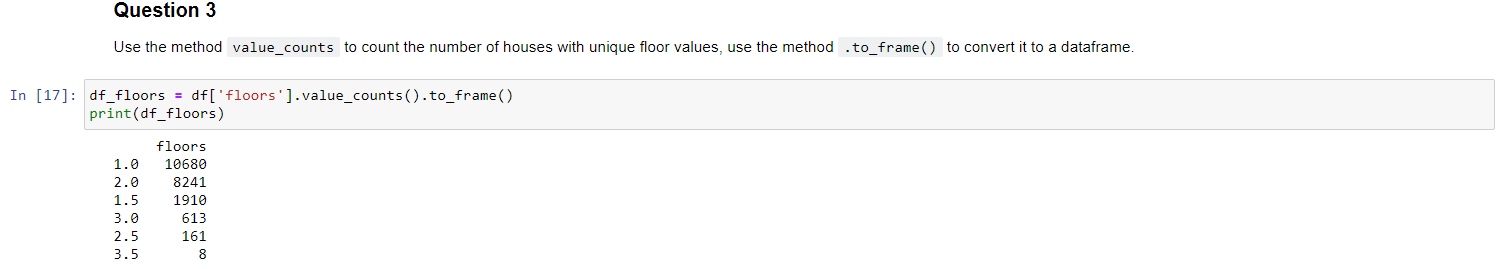 Question 3
Use the method value_counts to count the number of houses with unique floor values, use the method .to_frame() to convert it to a dataframe.
In [17]: df_floors = df['floors'].value_counts().to_frame()
print(df_floors)
floors
1.0 10680
2.0 8241
1.5 1910
3.0 613
2.5 161
3.5 8